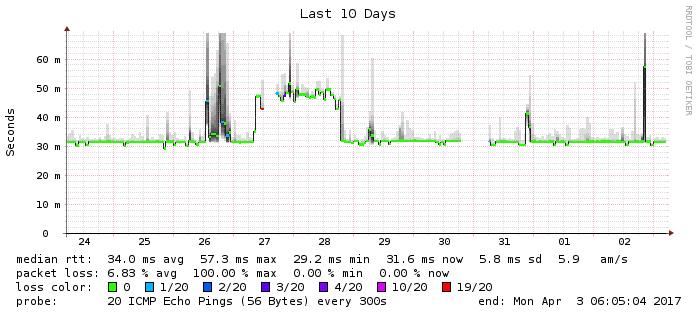 Last 10 Days
RRDTOOL / TOBI OETIKER
Seconds
60 m
50 m
40 m
30 m
20 m
10 m
0
24 25 26 27 28 29 30 31 01 02
median rtt: 34.0 ms avg 57.3 ms max 29.2 ms min 31.6 ms now 5.8 ms sd 5.9 am/s
packet loss: 6.83 % avg 100.00 % max 0.00 % min 0.00 % now
loss color: 0 1/20 2/20 3/20 4/20 10/20 19/20
probe: 20 ICMP Echo Pings (56 Bytes) every 300s end: Mon Apr 3 06:05:04 2017